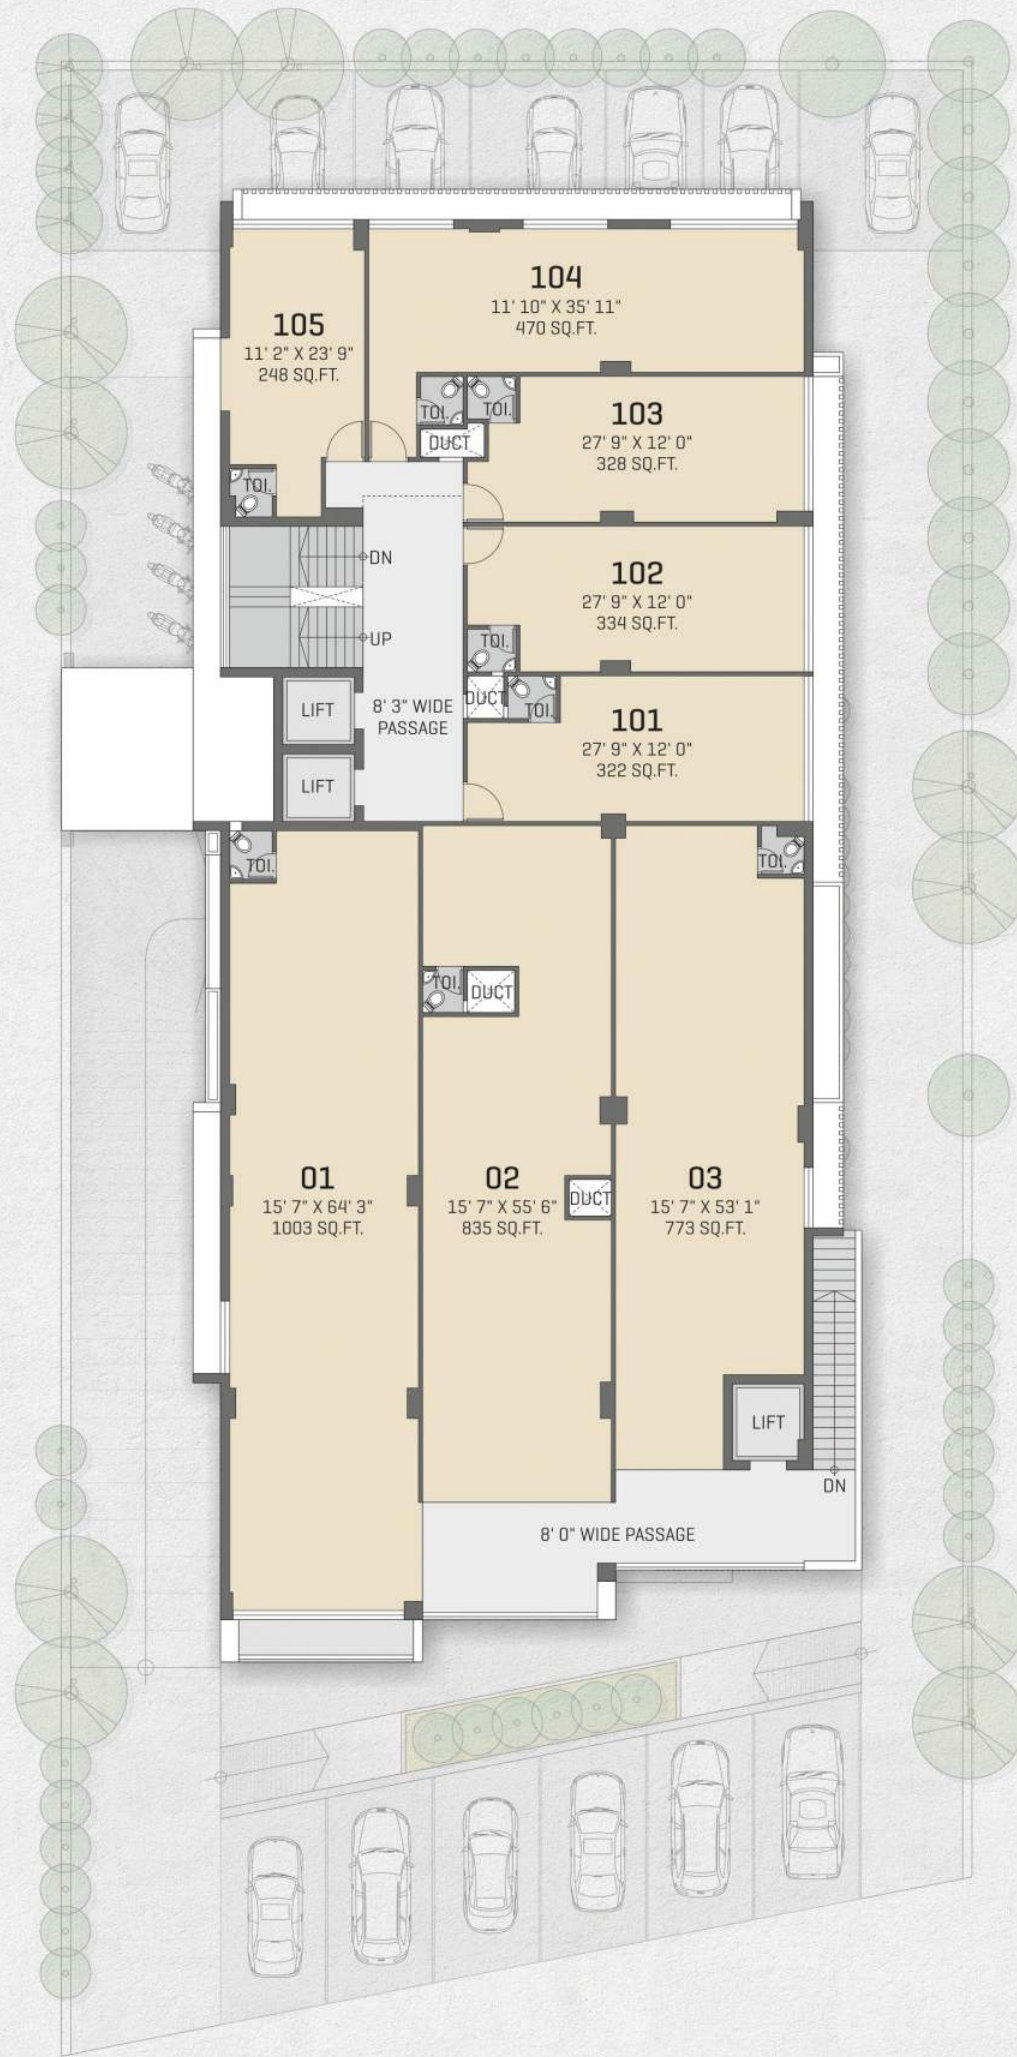 104
11' 10" X 35' 11"
470 SQ.FT.
105
11' 2" X 23' 9"
248 SQ.FT.
TOI.
TOI.
DUCT
103
27' 9" X 12' 0"
328 SQ.FT.
TOI.
DN
UP
102
27' 9" X 12' 0"
334 SQ.FT.
TOI.
LIFT
8' 3" WIDE
PASSAGE
DUCT
TOI.
101
27' 9" X 12' 0"
322 SQ.FT.
LIFT
TOI.
TOI.
TOI.
DUCT
01
15' 7" X 64' 3"
1003 SQ.FT.
02
15' 7" X 55' 6"
835 SQ.FT.
DUCT
03
15' 7" X 53' 1"
773 SQ.FT.
LIFT
DN
8' 0" WIDE PASSAGE